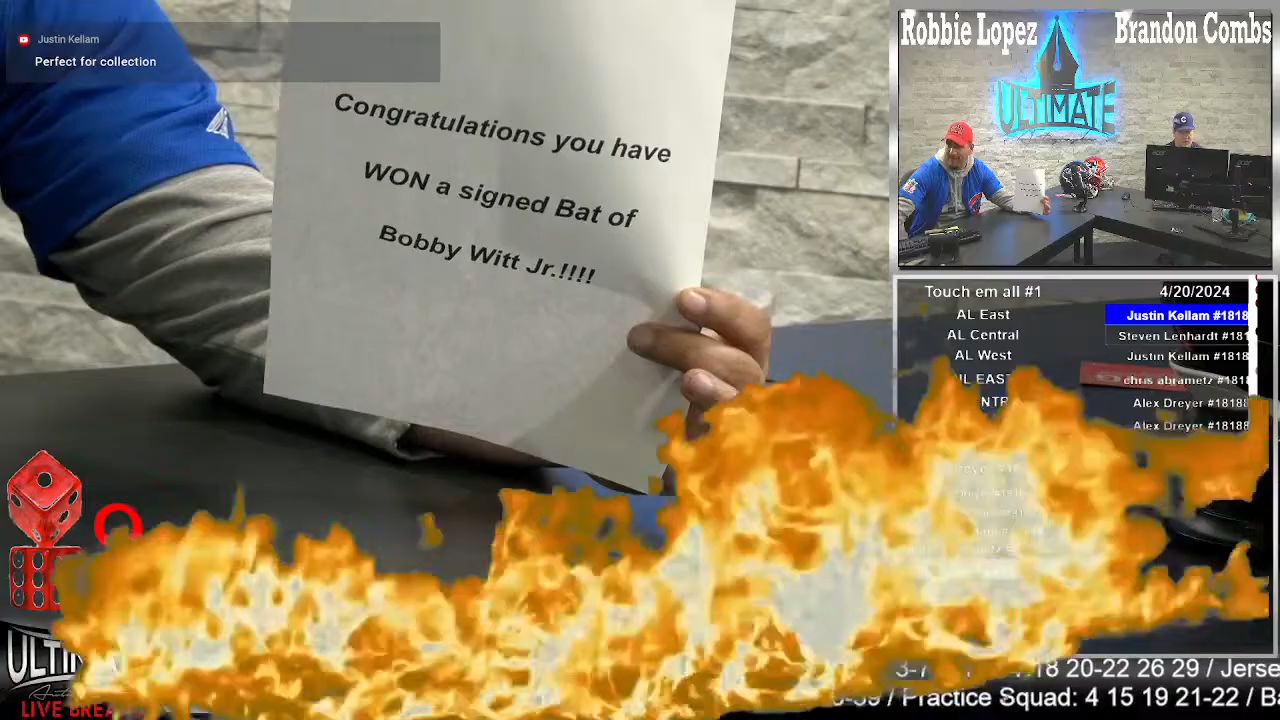 Justin Kellam
Perfect for collection
Congratulations you have
WON a signed Bat of
Bobby Witt Jr.!!!!
Robbie Lopez
Brandon Combs
ULTIMATE
Touch em all #1 4/20/2024
AL East Justin Kellam #1818
AL Central Steven Lenhardt #181
AL West Justin Kellam #1818
chris abrametz #1818
Alex Dreyer #18188
Alex Dreyer #18188
LIVE
18 20-22 26 29 / Jerse
/ Practice Squad: 4 15 19 21-22 / Ba